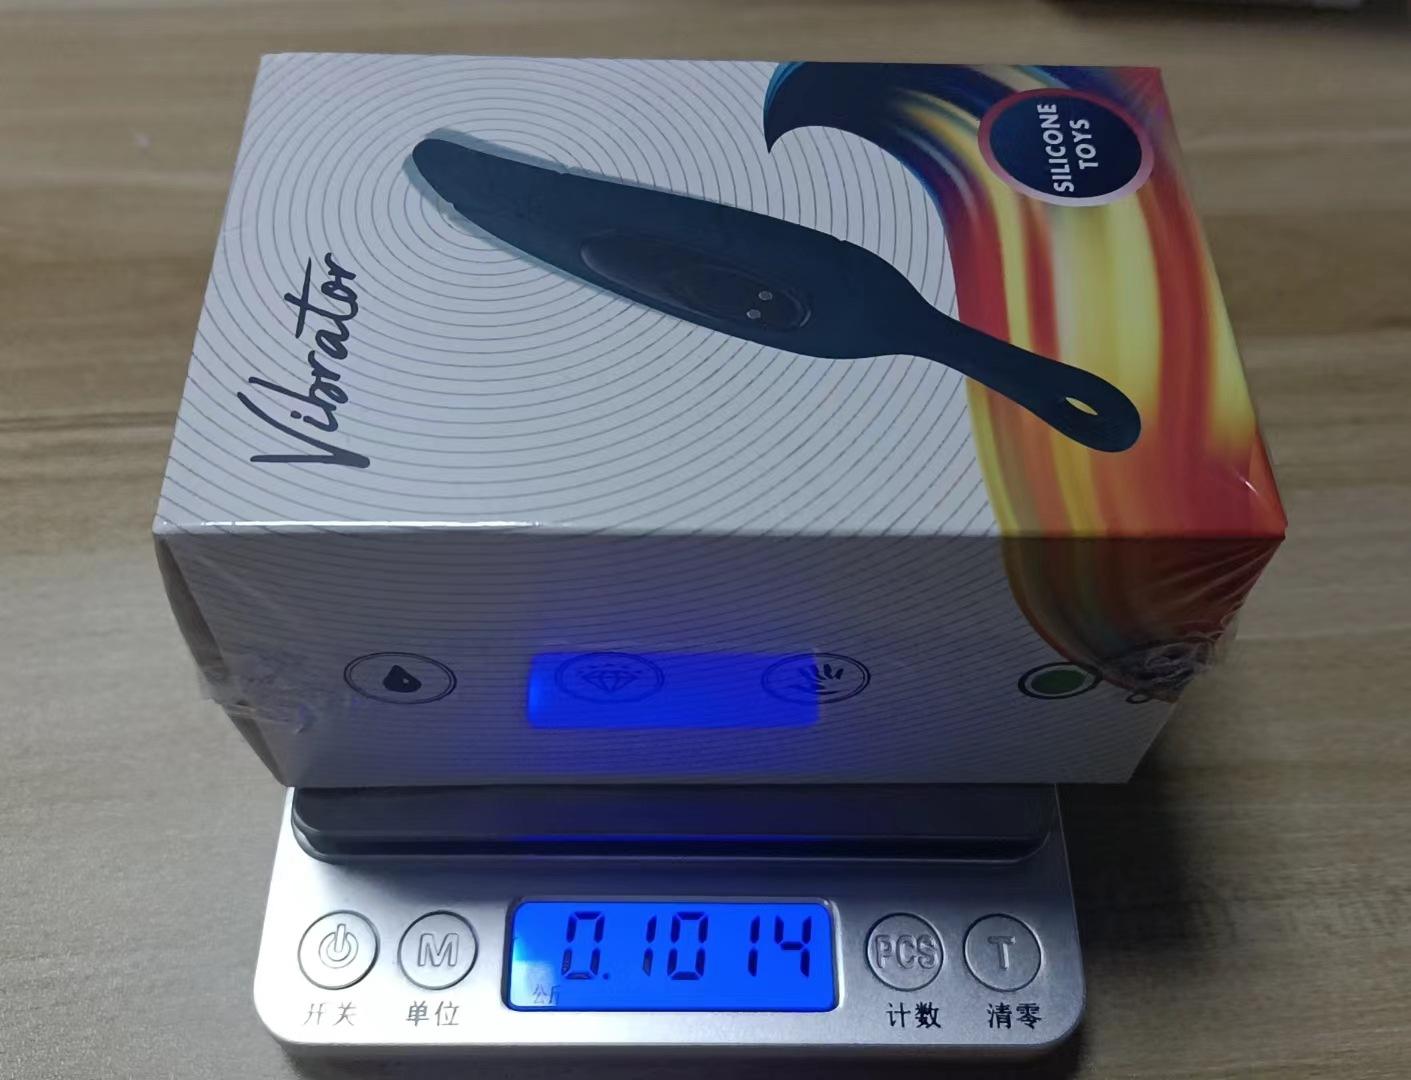 SILICONE
TOYS
Vibrator
0.1014
公斤
M
PCS
T
开关
单位
计数
清零